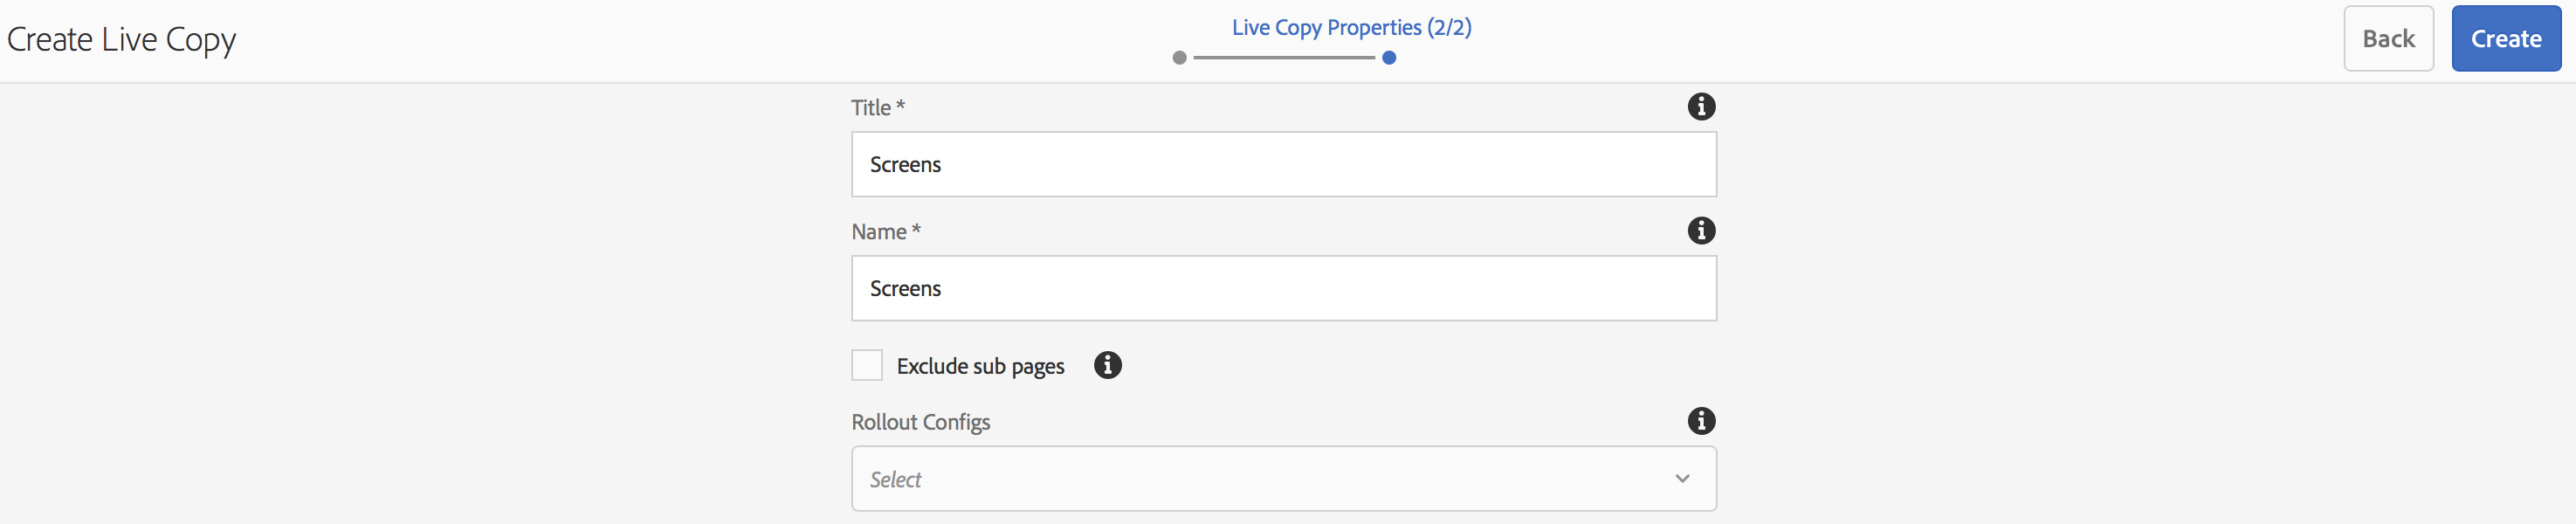 Create Live Copy
Live Copy Properties (2/2)
Back
Create
Title *
Screens
Name *
Screens
Exclude sub pages
Rollout Configs
Select